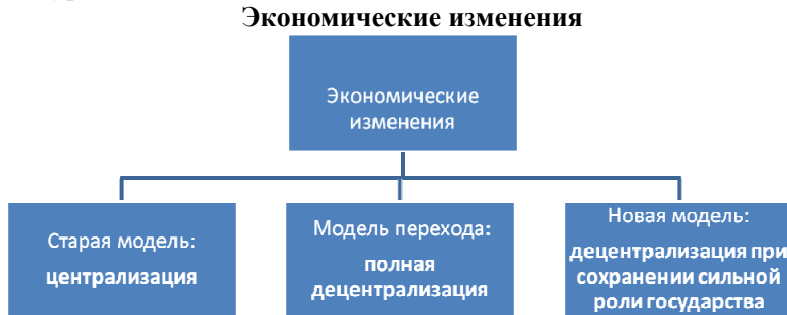 Экономические изменения
Экономические
изменения
Старая модель:
централизация
Модель перехода:
полная
децентрализация
Новая модель:
децентрализация при
сохранении сильной
роли государства